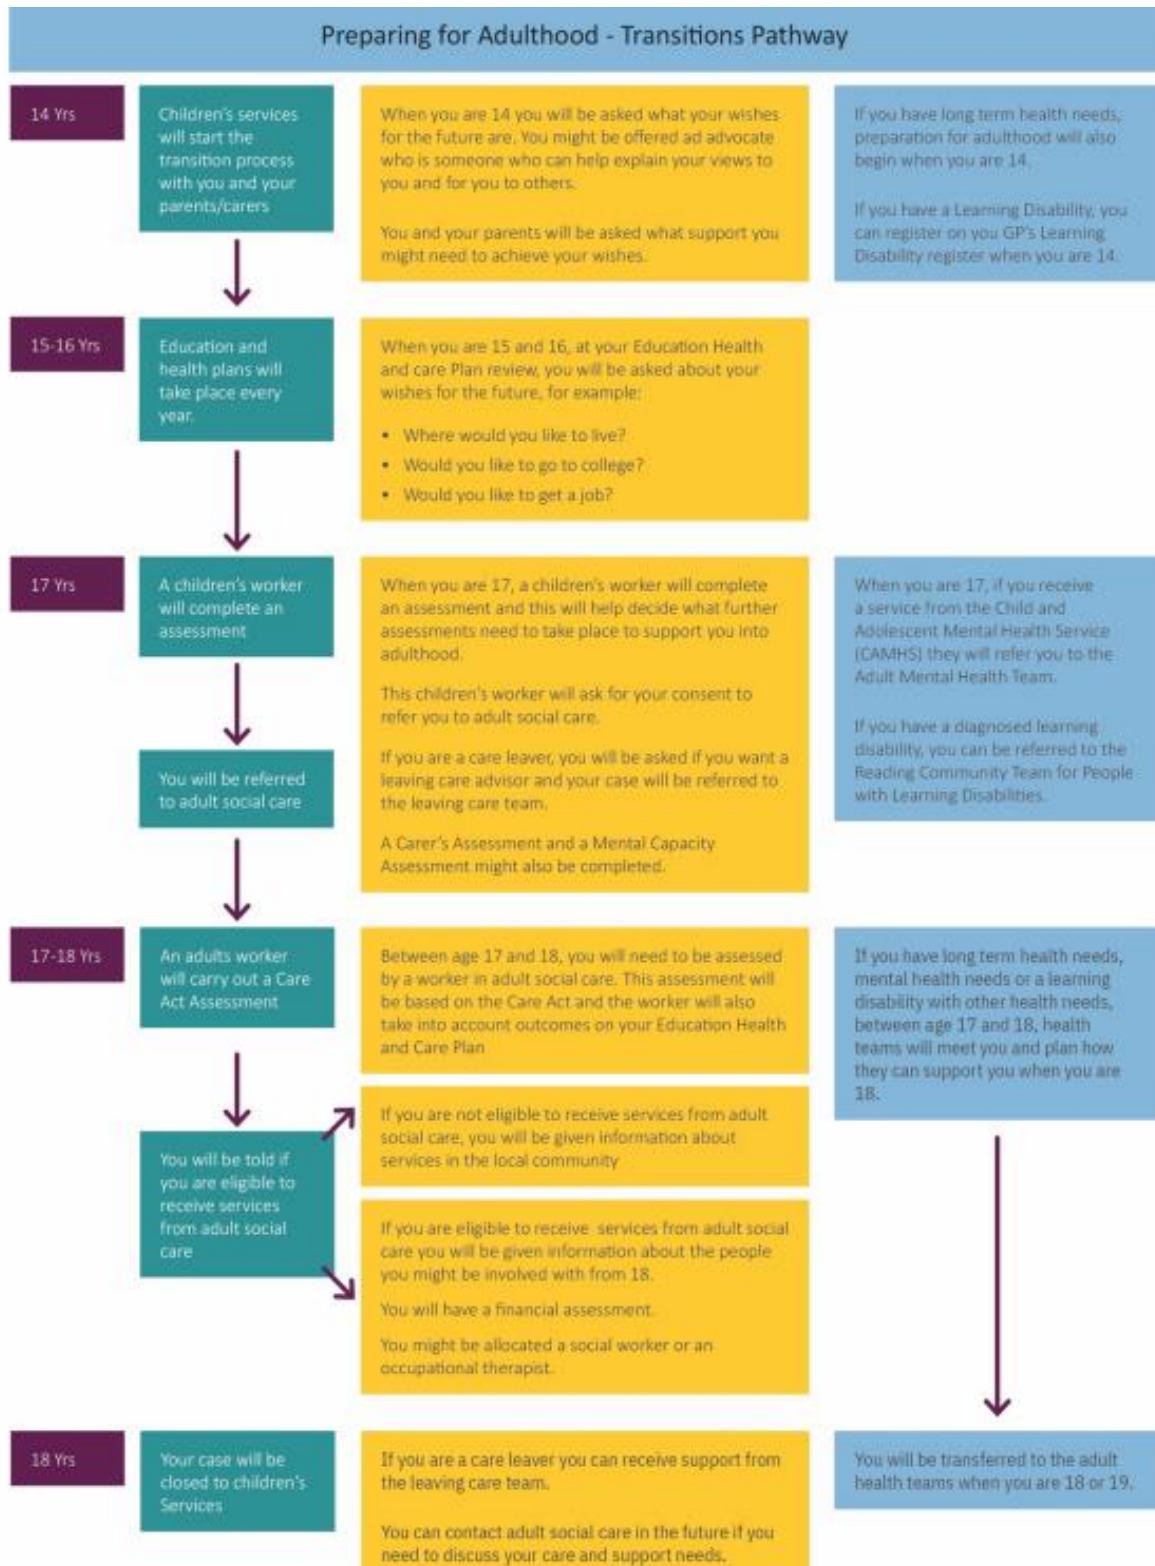 Preparing for Adulthood - Transitions Pathway
14 Yrs
Children's services
will start the
transition process
with you and your
parents/carers
When you are 14 you will be asked what your wishes
for the future are. You might be offered ad advocate
who is someone who can help explain your views to
you and for you to others.
You and your parents will be asked what support you
might need to achieve your wishes.
If you have long term health needs,
preparation for adulthood will also
begin when you are 14.
If you have a Learning Disability, you
can register on you GP's Learning
Disability register when you are 14.
15-16 Yrs
Education and
health plans will
take place every
year.
When you are 15 and 16, at your Education Health
and care Plan review, you will be asked about your
wishes for the future, for example:
• Where would you like to live?
• Would you like to go to college?
• Would you like to get a job?
17 Yrs
A children's worker
will complete an
assessment
You will be referred
to adult social care
When you are 17, a children's worker will complete
an assessment and this will help decide what further
assessments need to take place to support you into
adulthood.
This children's worker will ask for your consent to
refer you to adult social care.
If you are a care leaver, you will be asked if you want a
leaving care advisor and your case will be referred to
the leaving care team.
A Carer's Assessment and a Mental Capacity
Assessment might also be completed.
When you are 17, if you receive
a service from the Child and
Adolescent Mental Health Service
(CAMHS) they will refer you to the
Adult Mental Health Team.
If you have a diagnosed learning
disability, you can be referred to the
Reading Community Team for People
with Learning Disabilities.
17-18 Yrs
An adults worker
will carry out a Care
Act Assessment
Between age 17 and 18, you will need to be assessed
by a worker in adult social care. This assessment will
be based on the Care Act and the worker will also
take into account outcomes on your Education Health
and Care Plan
If you have long term health needs,
mental health needs or a learning
disability with other health needs,
between age 17 and 18, health
teams will meet you and plan how
they can support you when you are
18.
You will be told if
you are eligible to
receive services
from adult social
care
If you are not eligible to receive services from adult
social care, you will be given information about
services in the local community
If you are eligible to receive services from adult social
care you will be given information about the people
you might be involved with from 18.
You will have a financial assessment.
You might be allocated a social worker or an
occupational therapist.
18 Yrs
Your case will be
closed to children's
Services
If you are a care leaver you can receive support from
the leaving care team.
You can contact adult social care in the future if you
need to discuss your care and support needs.
You will be transferred to the adult
health teams when you are 18 or 19.